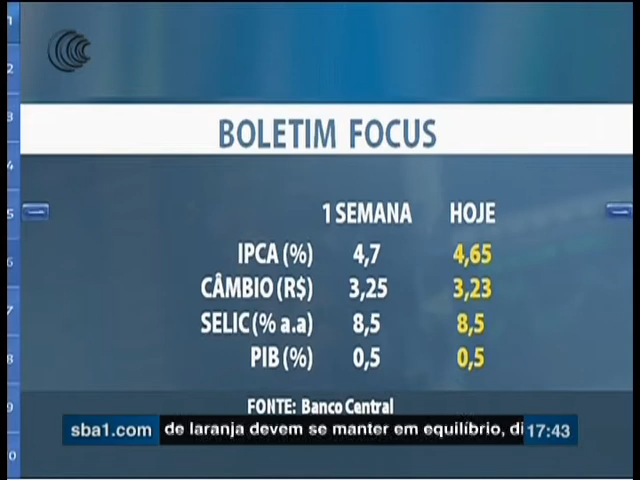 BOLETIM FOCUS
1 SEMANA HOJE
IPCA (%) 4,7 4,65
CÂMBIO (R$) 3,25 3,23
SELIC (% a.a) 8,5 8,5
PIB (%) 0,5 0,5
FONTE: Banco Central
sba1.com de laranja devem se manter em equilíbrio, di 17:43